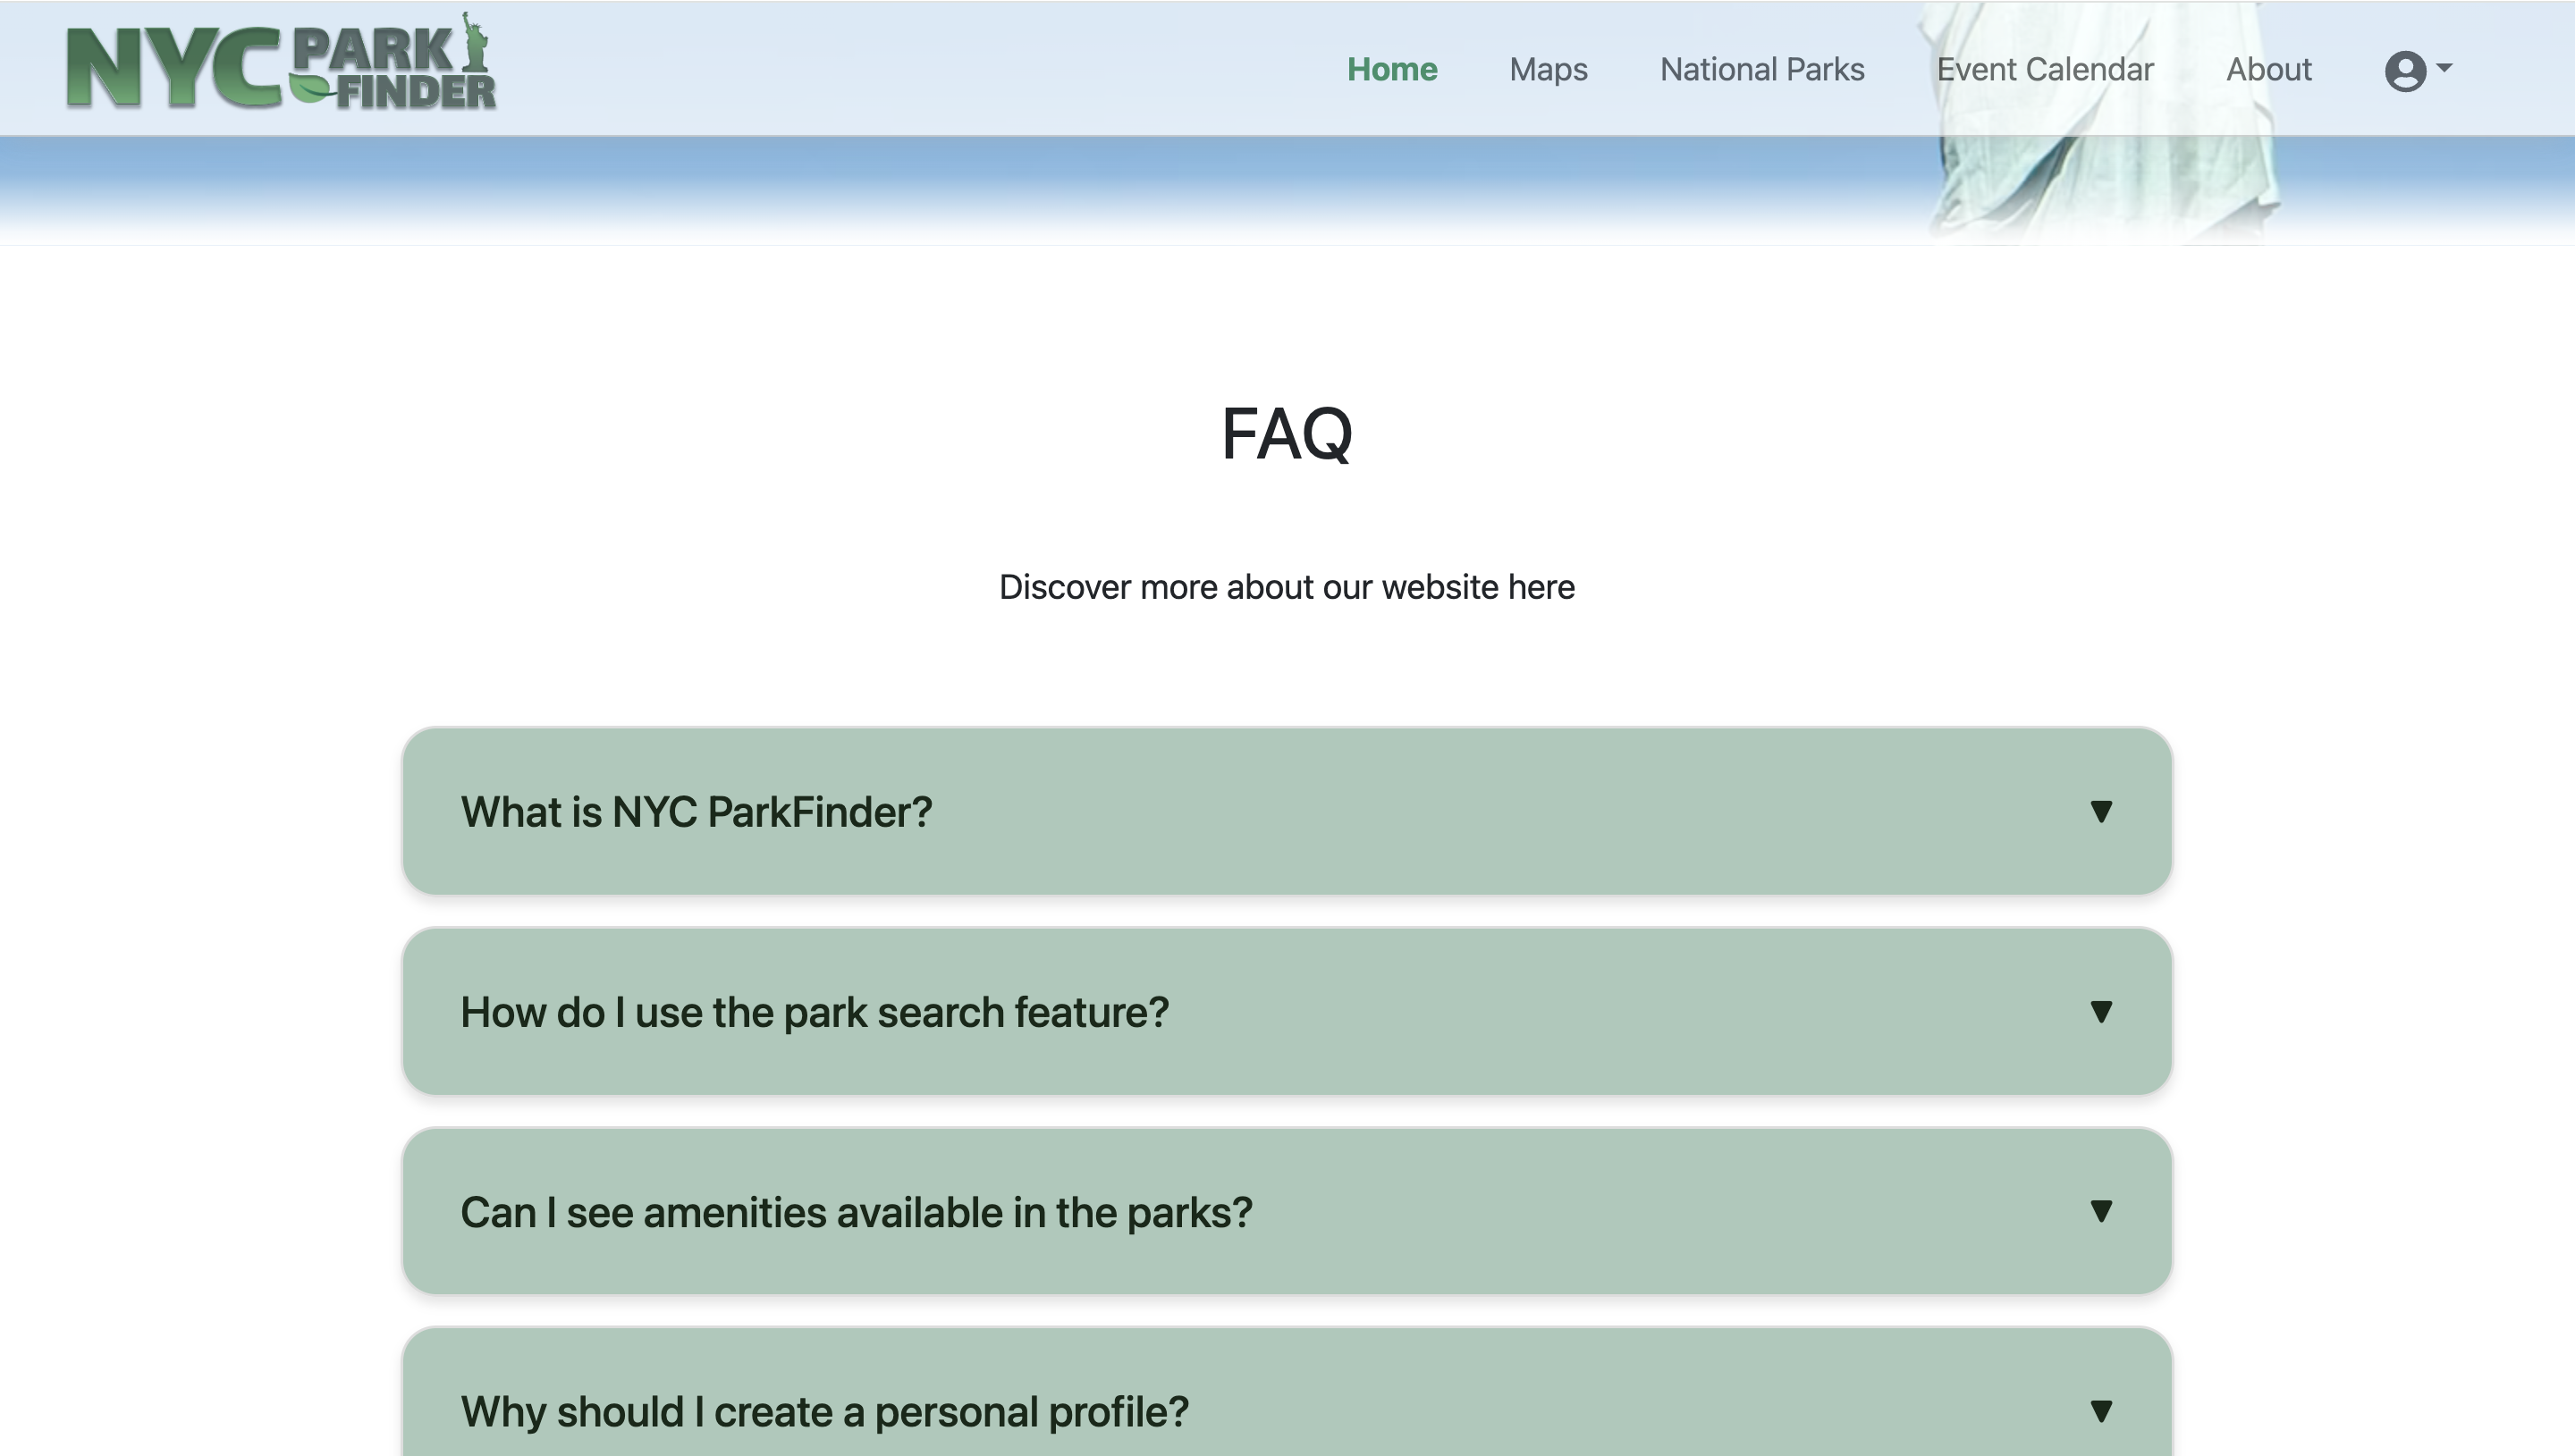 NYC PARK FINDER
Home Maps National Parks Event Calendar About
FAQ
Discover more about our website here
What is NYC ParkFinder?
How do I use the park search feature?
Can I see amenities available in the parks?
Why should I create a personal profile?